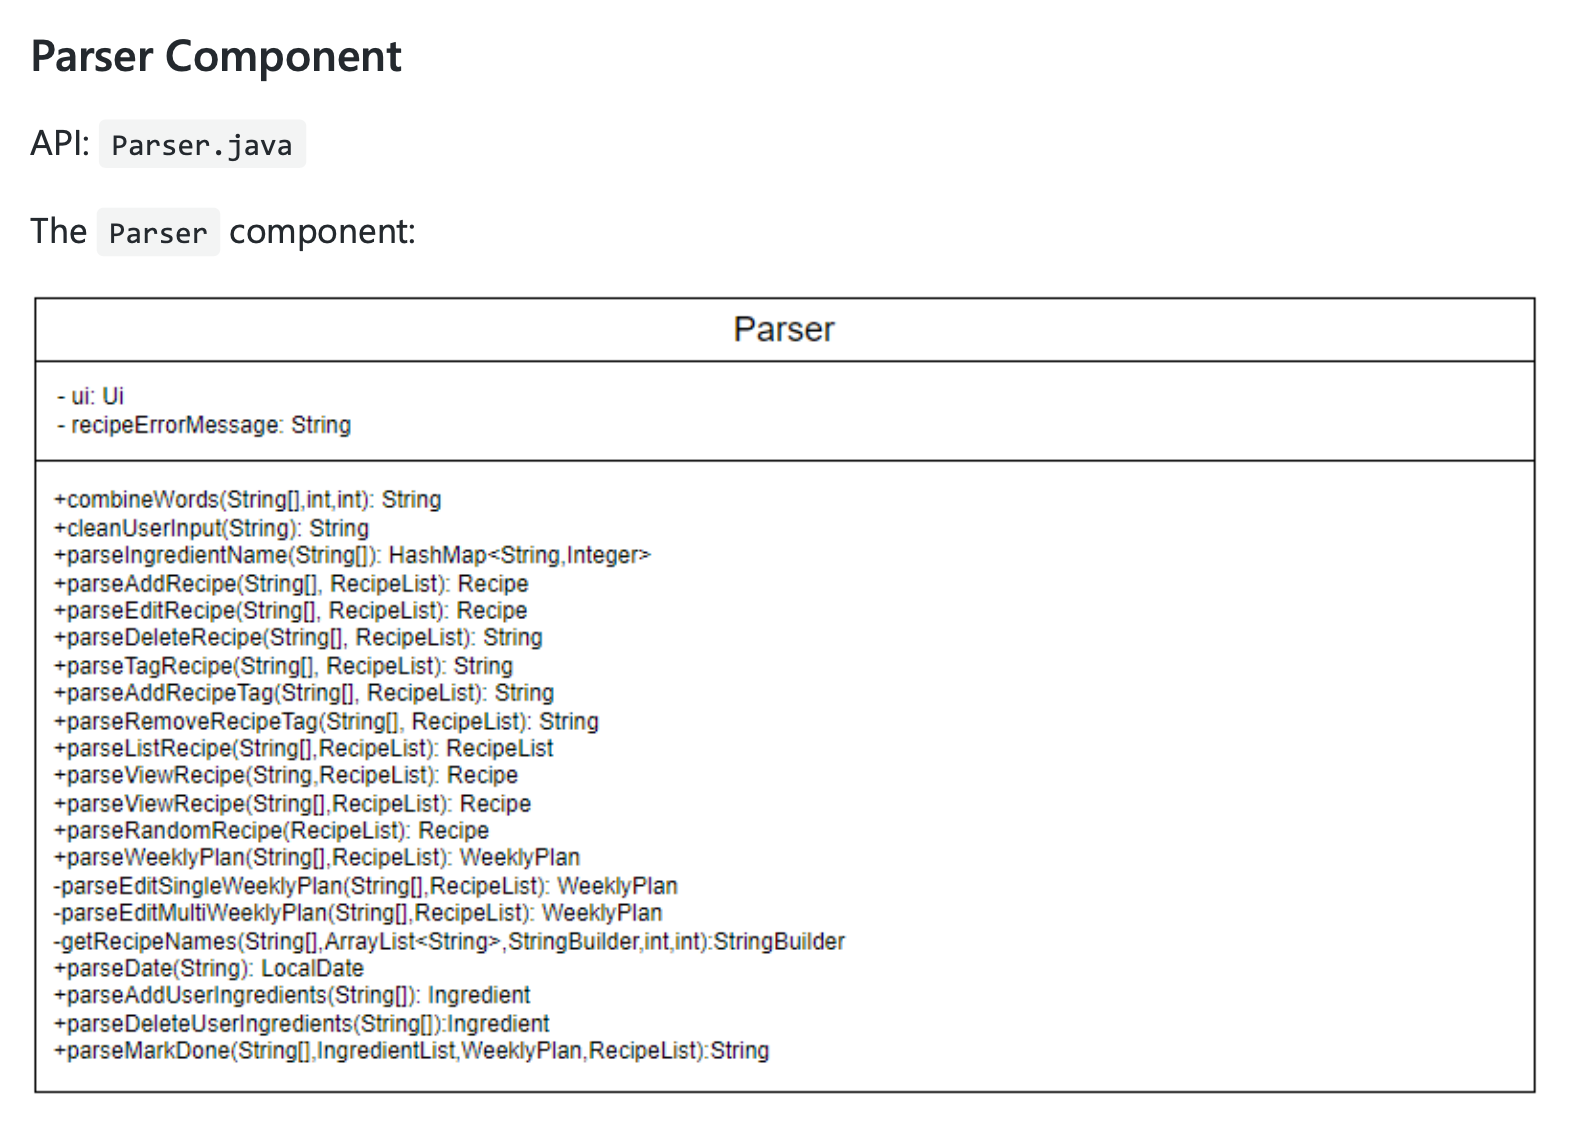 Parser Component
API: Parser.java
The Parser component:
Parser
- ui: Ui
- recipeErrorMessage: String
+combineWords(String[],int,int): String
+cleanUserInput(String): String
+parseIngredientName(String[]): HashMap<String,Integer>
+parseAddRecipe(String[], RecipeList): Recipe
+parseEditRecipe(String[], RecipeList): Recipe
+parseDeleteRecipe(String[], RecipeList): String
+parseTagRecipe(String[], RecipeList): String
+parseAddRecipeTag(String[], RecipeList): String
+parseRemoveRecipeTag(String[], RecipeList): String
+parseListRecipe(String[],RecipeList): RecipeList
+parseViewRecipe(String,RecipeList): Recipe
+parseViewRecipe(String[],RecipeList): Recipe
+parseRandomRecipe(RecipeList): Recipe
+parseWeeklyPlan(String[],RecipeList): WeeklyPlan
-parseEditSingleWeeklyPlan(String[],RecipeList): WeeklyPlan
-parseEditMultiWeeklyPlan(String[],RecipeList): WeeklyPlan
-getRecipeNames(String[],ArrayList<String>,StringBuilder,int,int):StringBuilder
+parseDate(String): LocalDate
+parseAddUserIngredients(String[]): Ingredient
+parseDeleteUserIngredients(String[]):Ingredient
+parseMarkDone(String[],IngredientList,WeeklyPlan,RecipeList):String